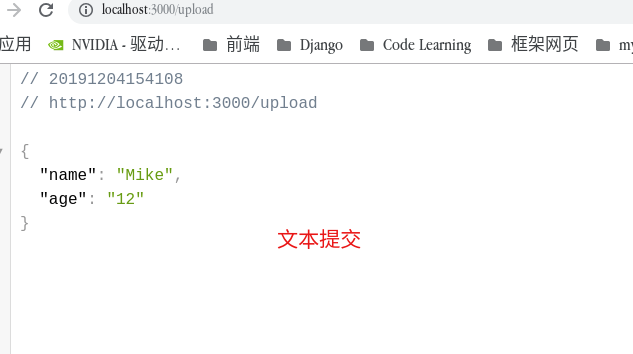 localhost:3000/upload
应用 NVIDIA - 驱动... 前端 Django Code Learning 框架网页 my
// 20191204154108
// http://localhost:3000/upload
{
"name": "Mike",
"age": "12"
}
文本提交